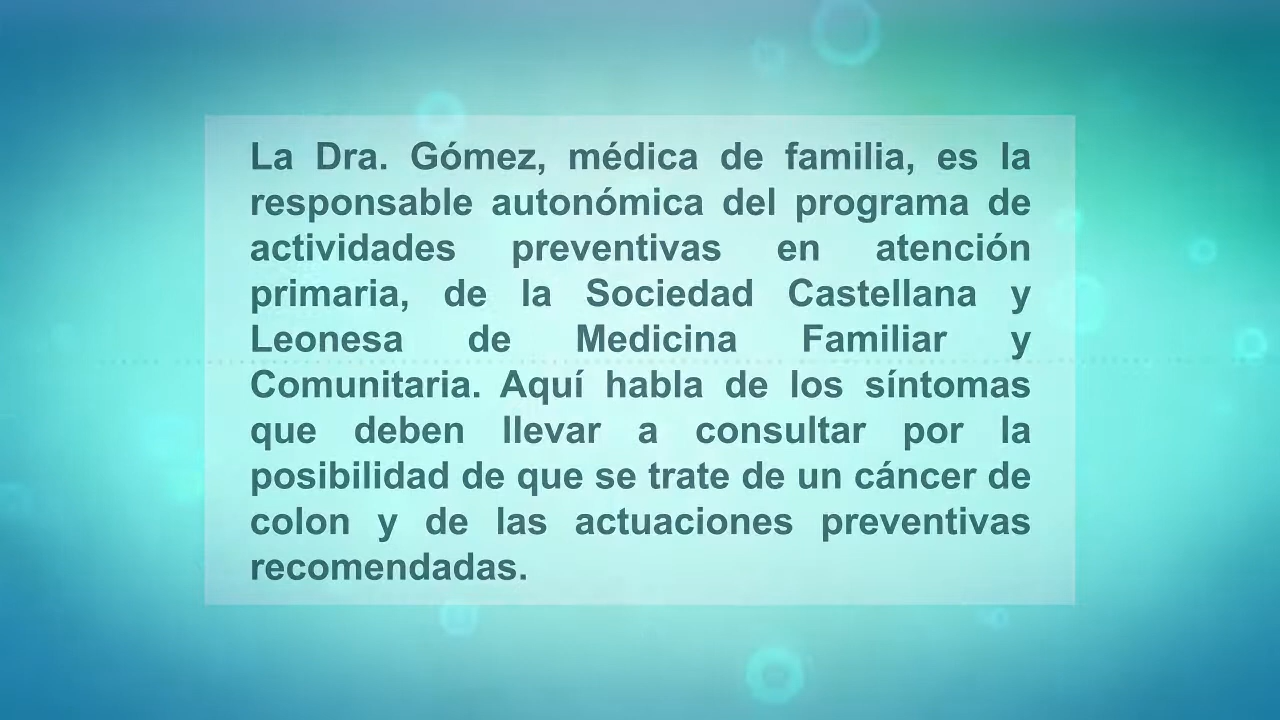 La Dra. Gómez, médica de familia, es la
responsable autonómica del programa de
actividades preventivas en atención
primaria, de la Sociedad Castellana y
Leonesa de Medicina Familiar y
Comunitaria. Aquí habla de los síntomas
que deben llevar a consultar por la
posibilidad de que se trate de un cáncer de
colon y de las actuaciones preventivas
recomendadas.